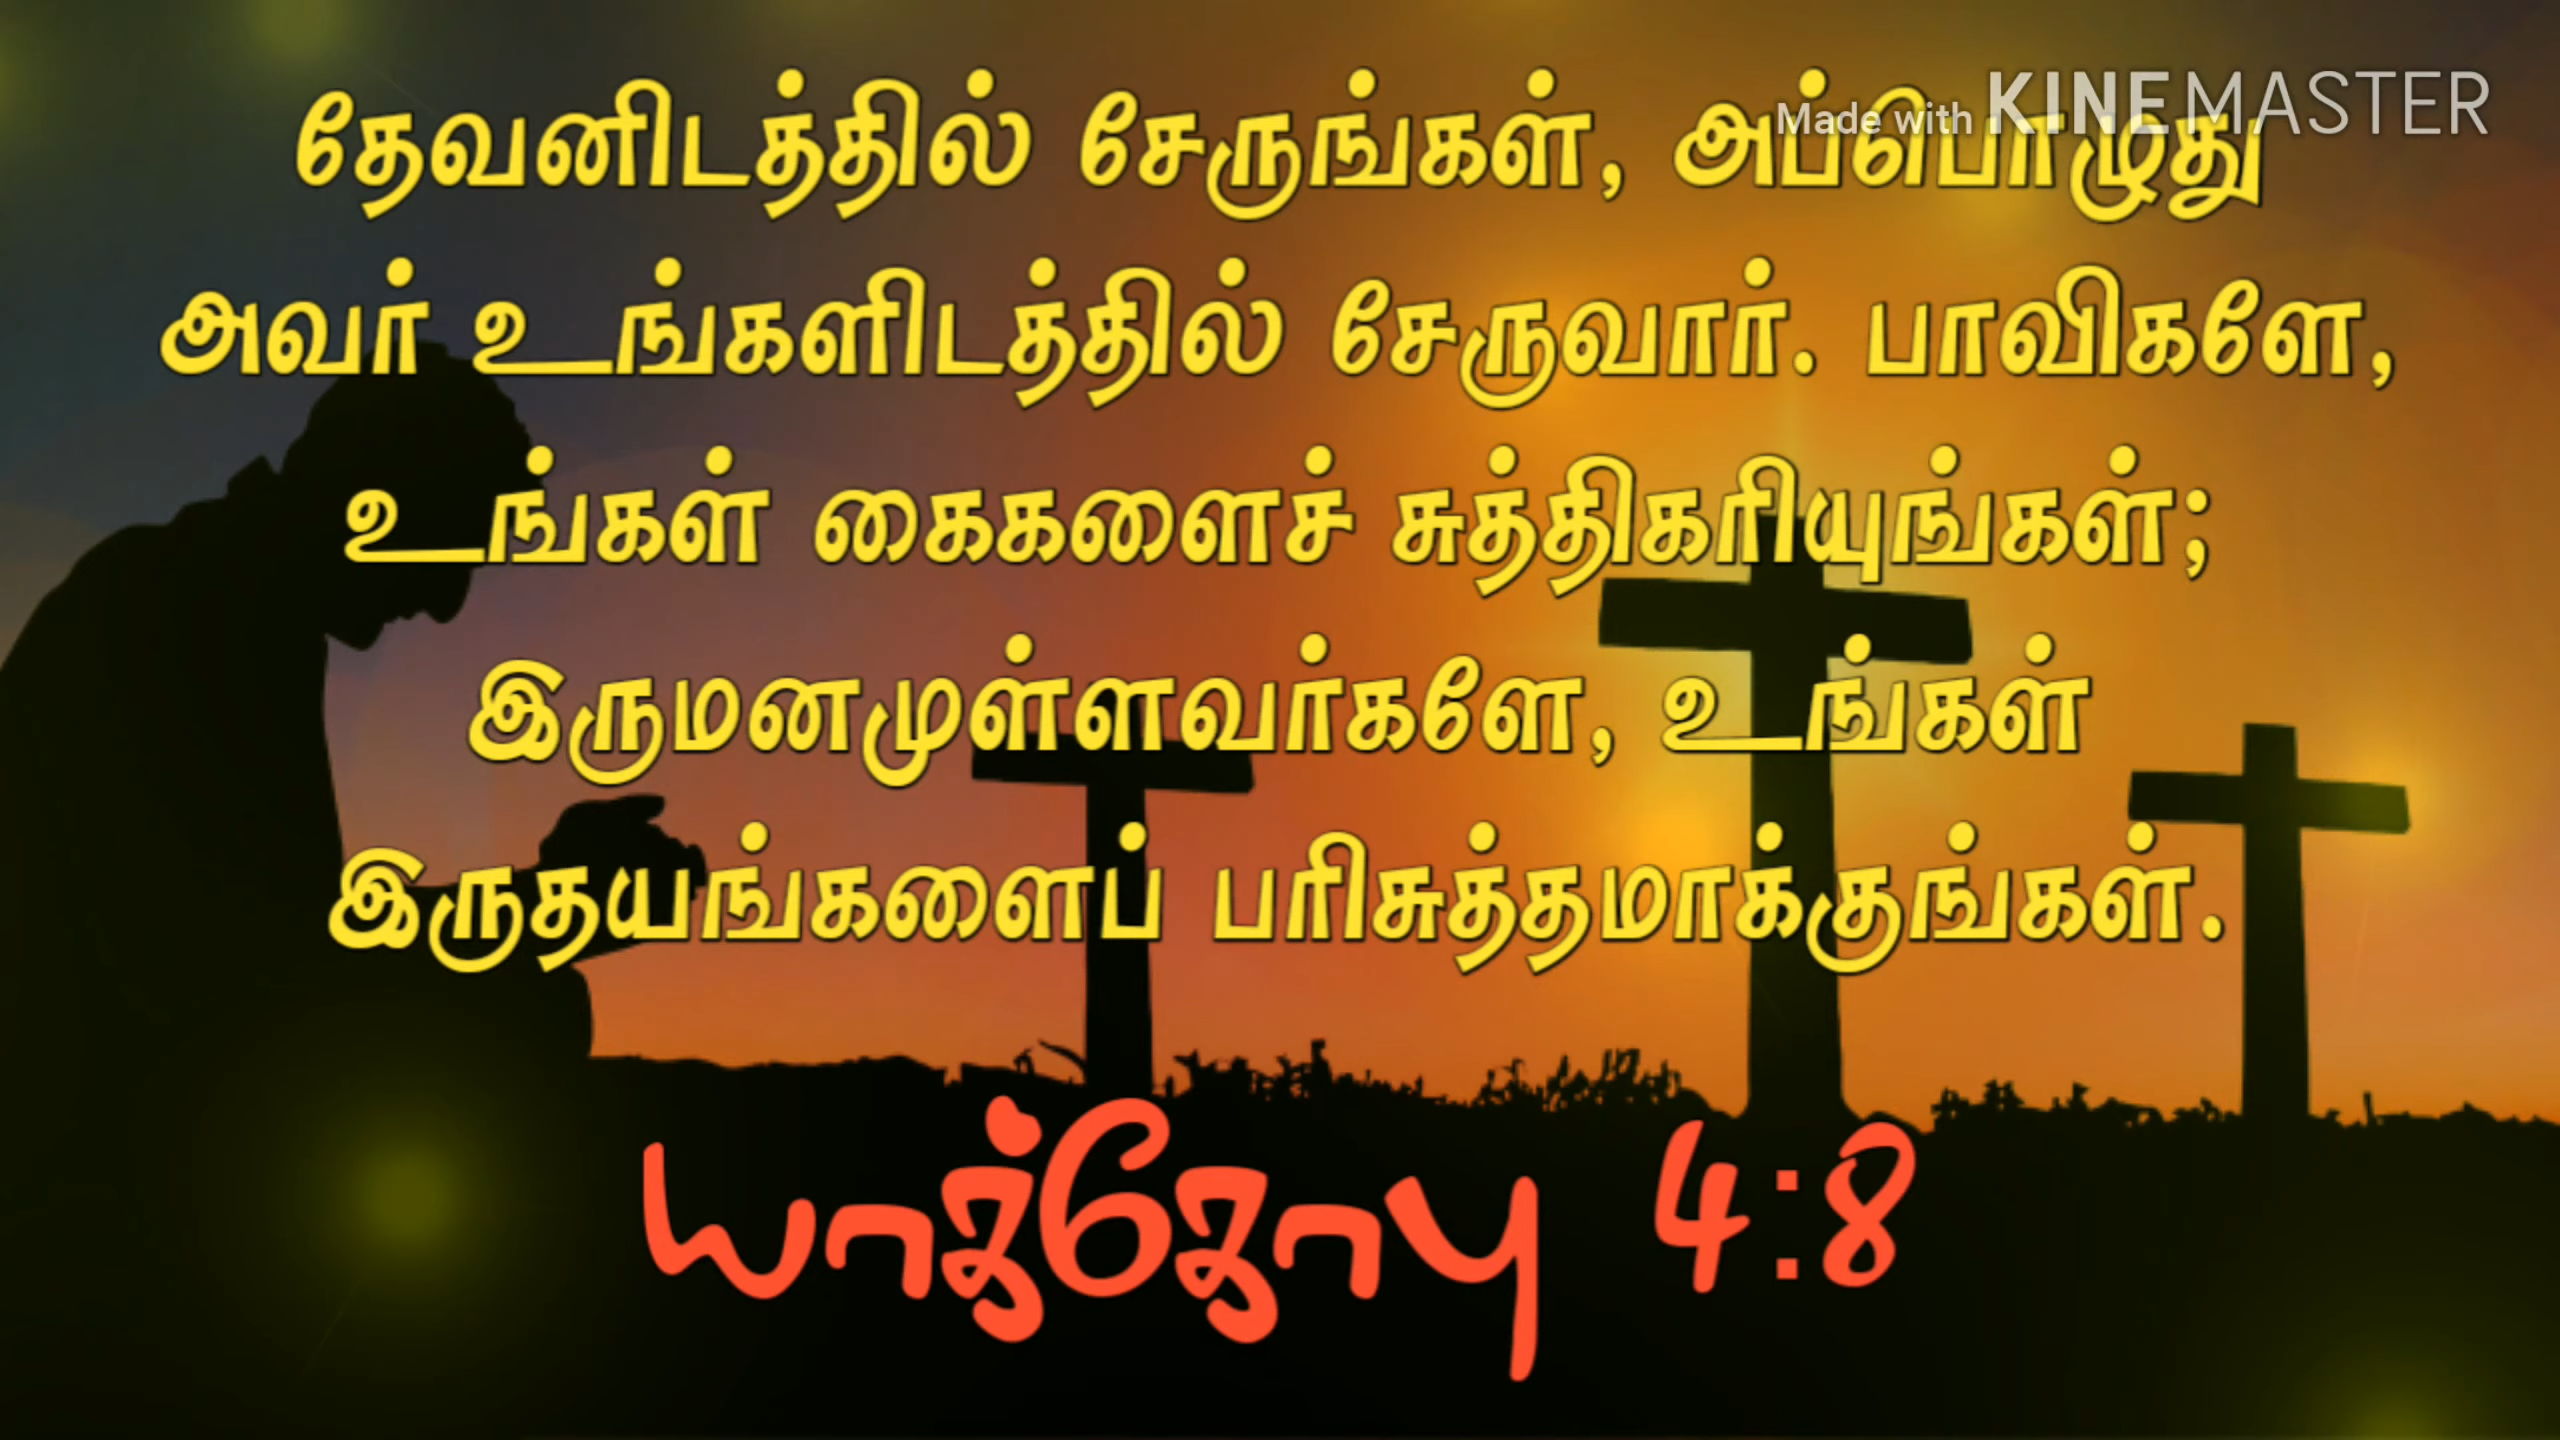 Made with KINEMASTER
தேவனிடத்தில் சேருங்கள், அப்பொழுது
அவர் உங்களிடத்தில் சேருவார். பாவிகளே,
உங்கள் கைகளைச் சுத்திகரியுங்கள்;
இருமனமுள்ளவர்களே, உங்கள்
இருதயங்களைப் பரிசுத்தமாக்குங்கள்.
யாக்கோபு 4:8